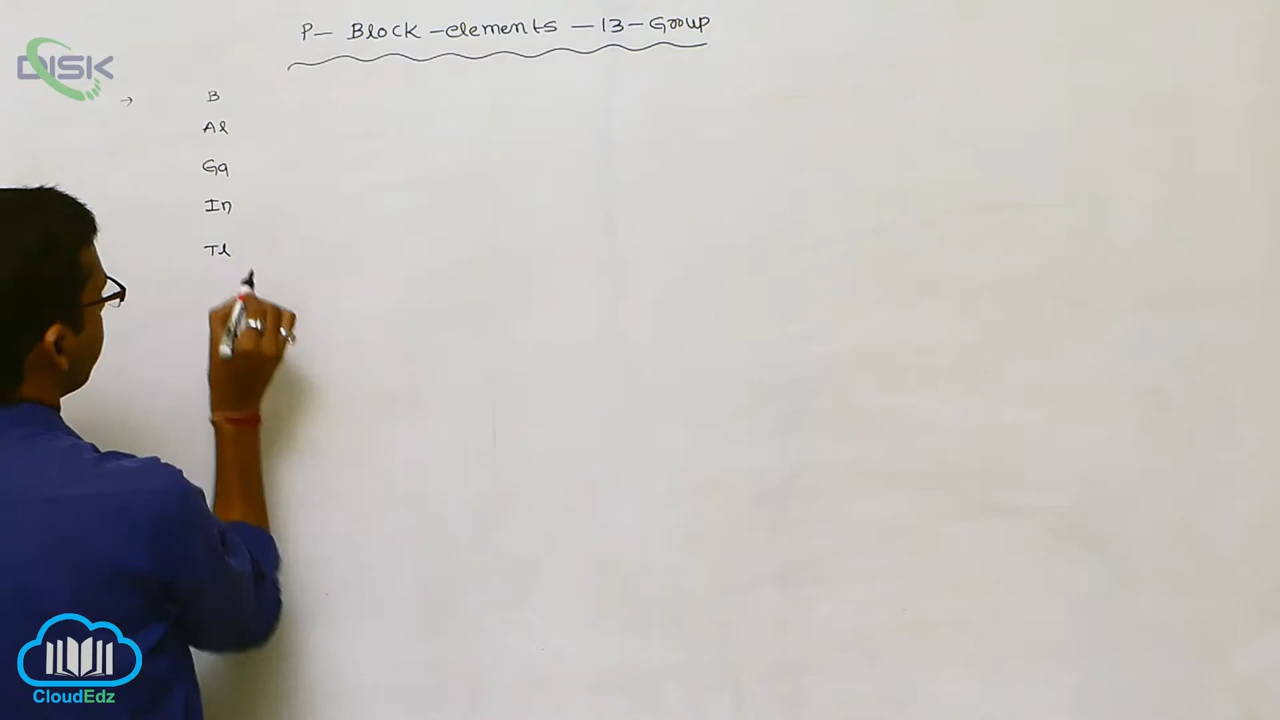 P- Block -elements - 13 - Group
DISK
→ B
Al
Ga
In
Tl
CloudEdz